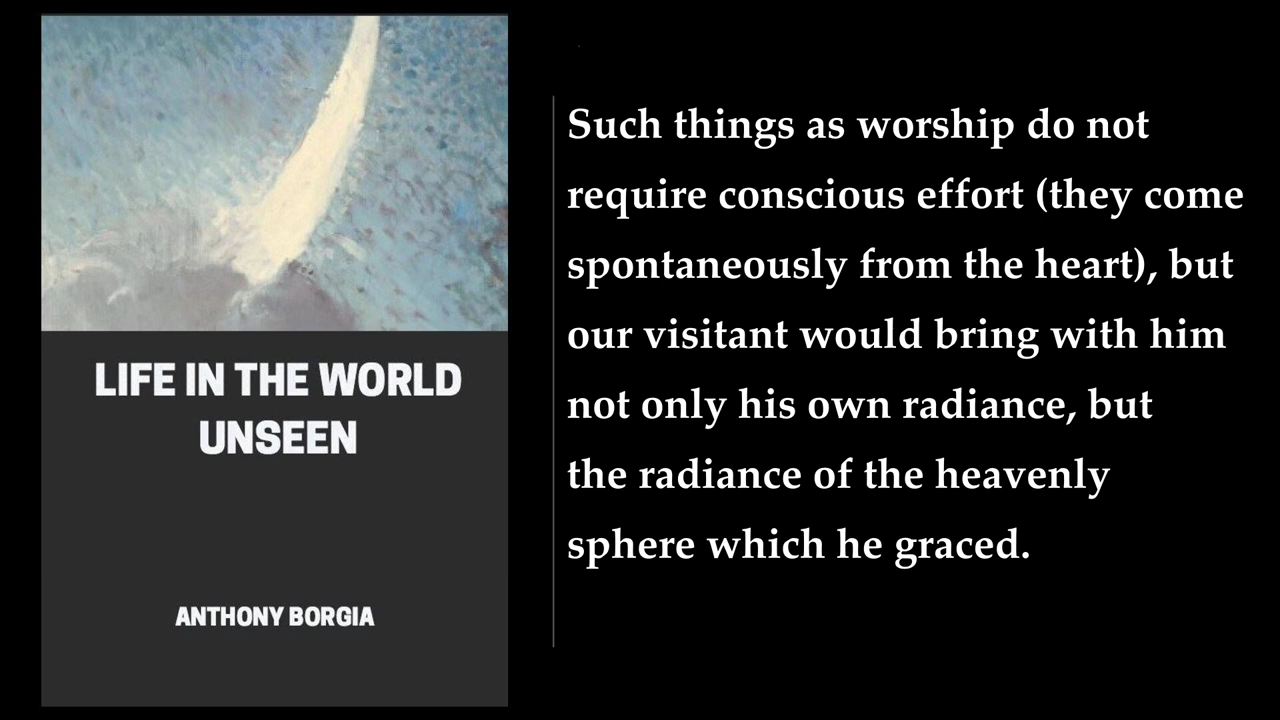 LIFE IN THE WORLD
UNSEEN
ANTHONY BORGIA
Such things as worship do not
require conscious effort (they come
spontaneously from the heart), but
our visitant would bring with him
not only his own radiance, but
the radiance of the heavenly
sphere which he graced.